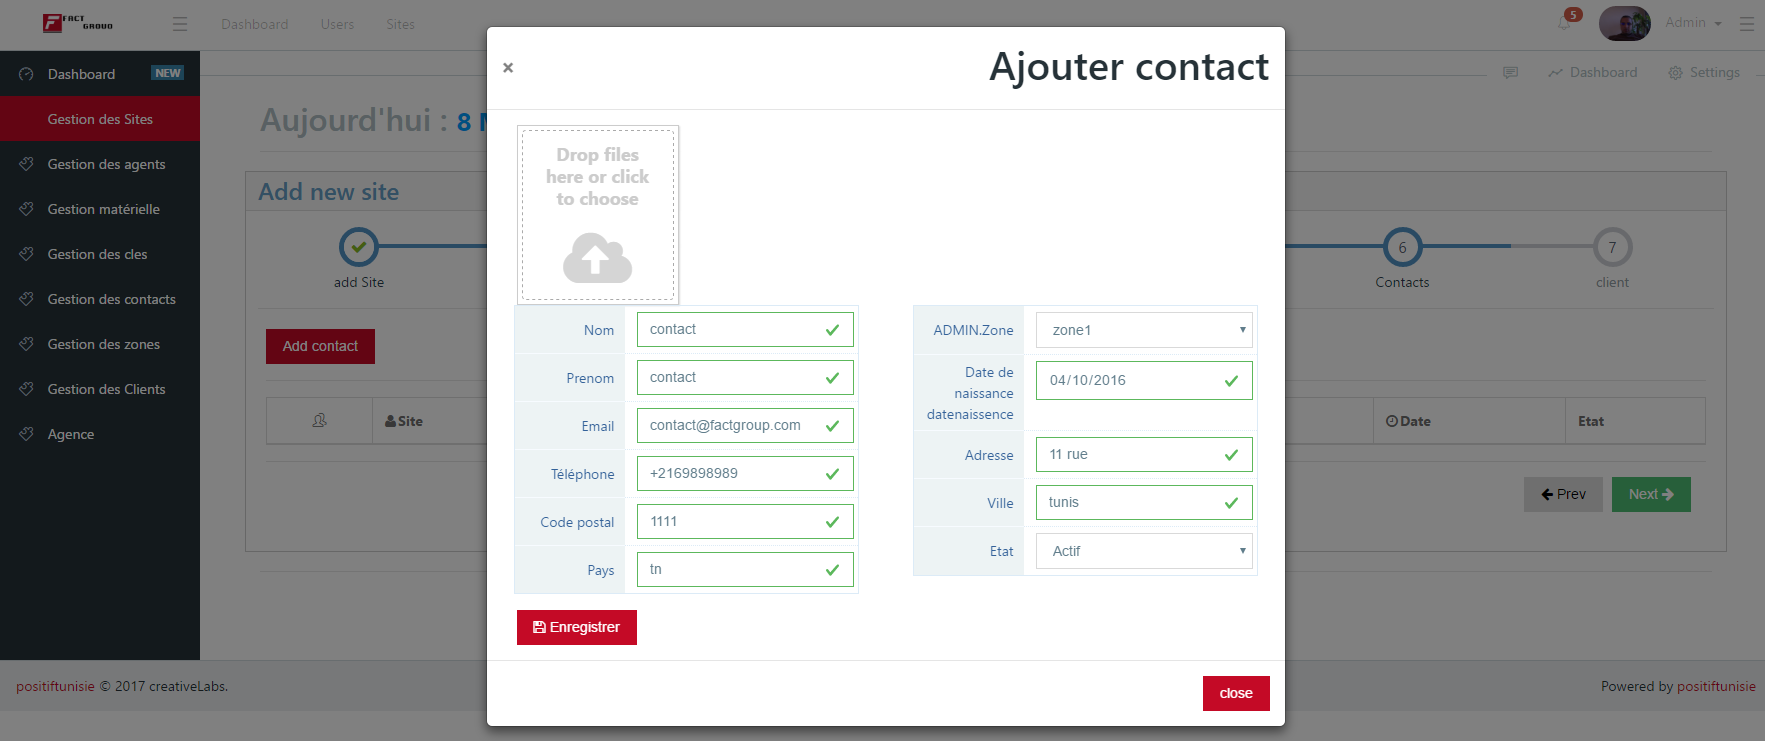 FACT
GROUP
Dashboard
Users
Sites
5
Admin
Dashboard
NEW
Gestion des Sites
Gestion des agents
Gestion matérielle
Gestion des cles
Gestion des contacts
Gestion des zones
Gestion des Clients
Agence
Dashboard
Settings
Aujourd'hui : 8
Add new site
add Site
6
Contacts
7
client
Add contact
Site
Date
Etat
Prev
Next
×
Ajouter contact
Drop files
here or click
to choose
Nom
contact
Prenom
contact
Email
contact@factgroup.com
Téléphone
+2169898989
Code postal
1111
Pays
tn
ADMIN.Zone
zone1
Date de
naissance
datenaissence
04/10/2016
Adresse
11 rue
Ville
tunis
Etat
Actif
Enregistrer
close
positiftunisie © 2017 creativeLabs.
Powered by positiftunisie